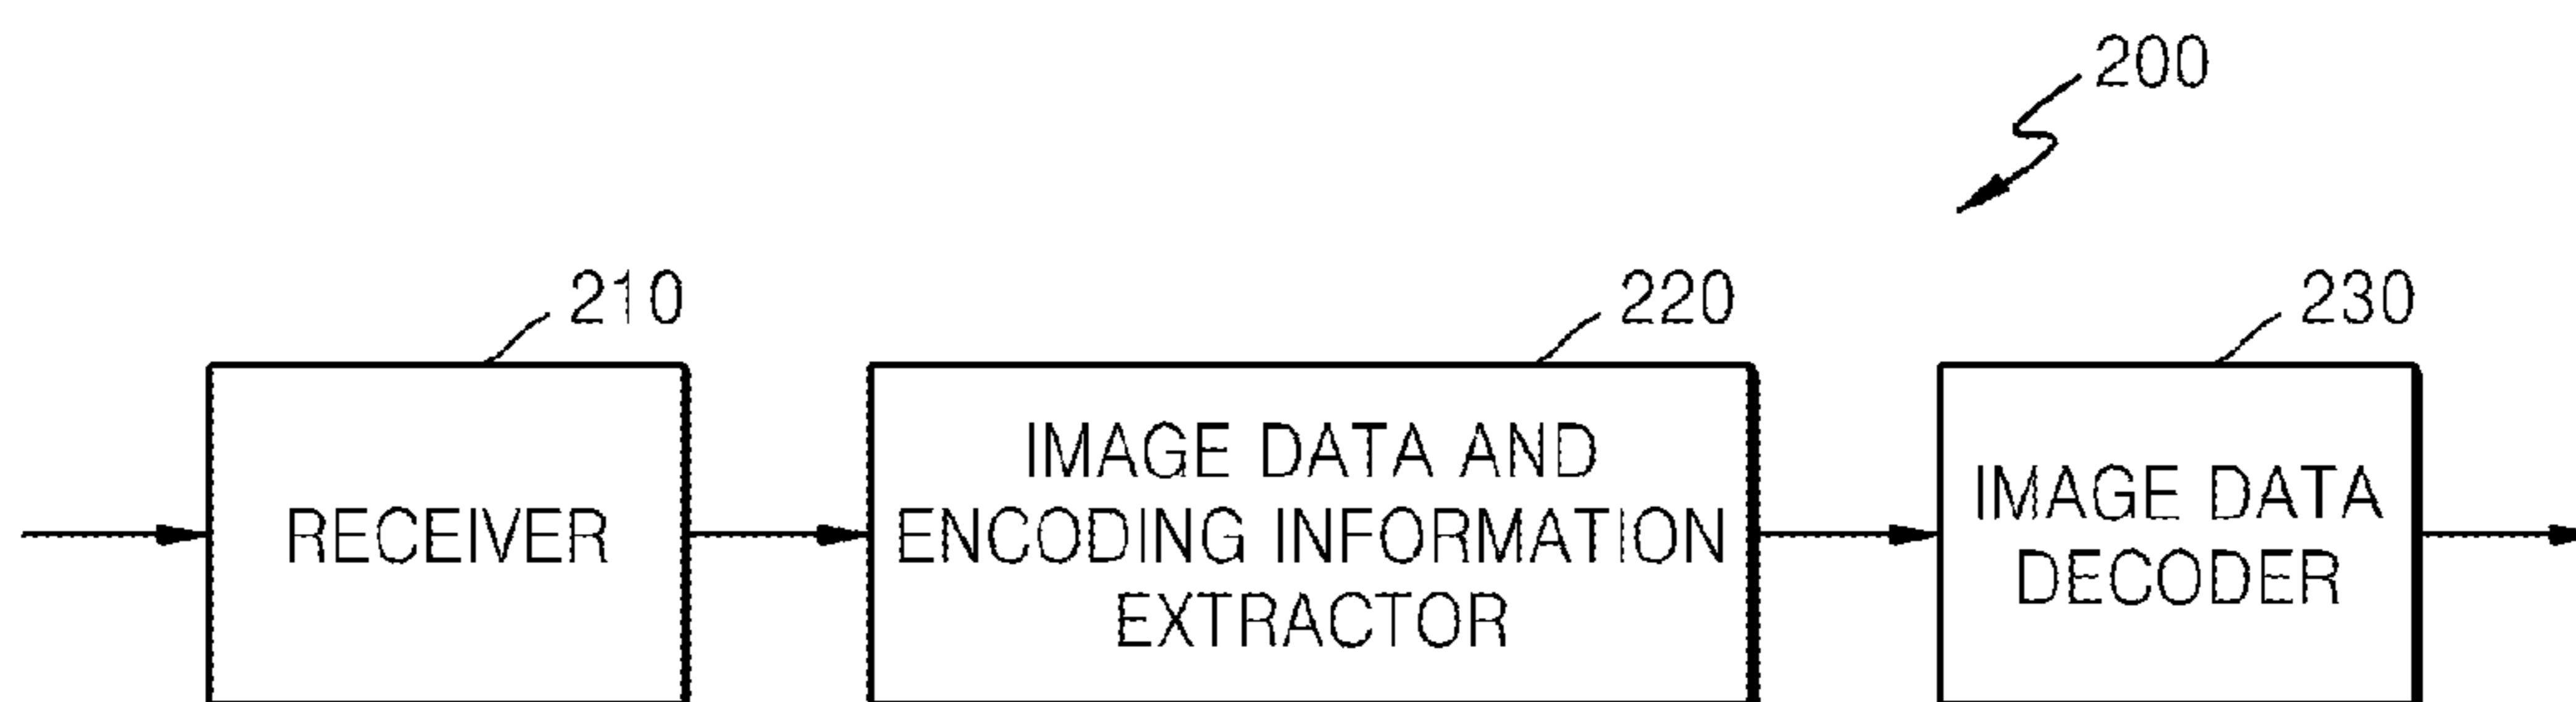 200
210
220
230
RECEIVER
IMAGE DATA AND
ENCODING INFORMATION
EXTRACTOR
IMAGE DATA
DECODER